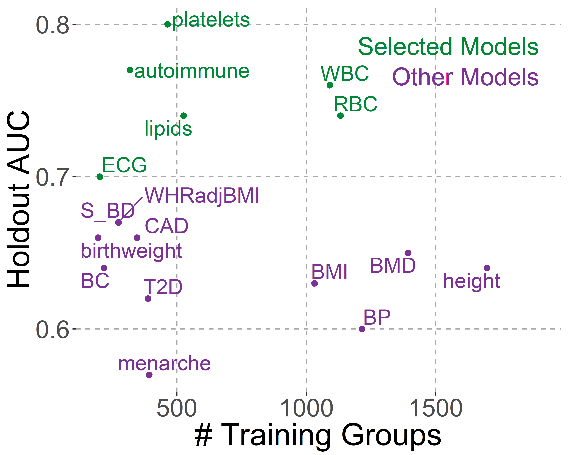 0.8
platelets
Selected Models
Other Models
autoimmune
WBC
RBC
lipids
0.7
ECG
S_BD
WHRadjBMI
CAD
birthweight
BC
T2D
BMI
BMD
height
BP
0.6
menarche
Holdout AUC
500
1000
1500
# Training Groups